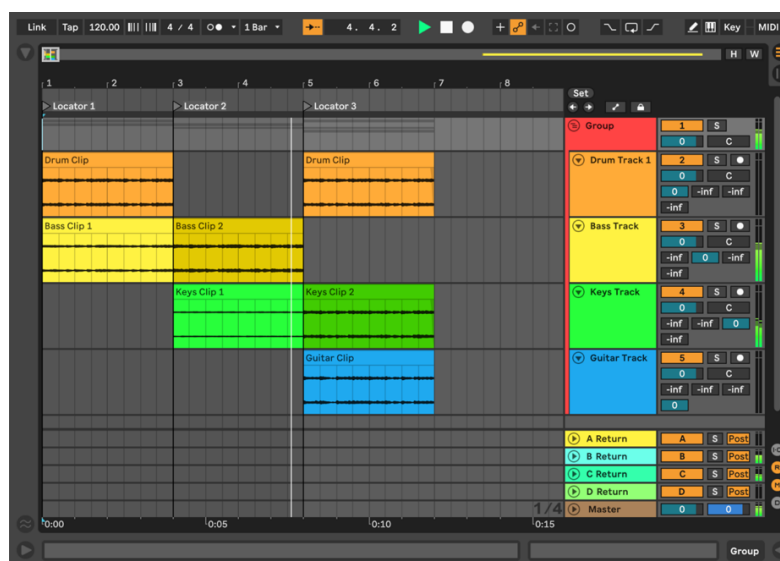 Link Tap 120.00 4 / 4 1 Bar 4. 4. 2 Key MIDI
H W
1 2 3 4 5 6 7 8
Set
Locator 1 Locator 2 Locator 3
Group 1 S
0 C
Drum Clip Drum Clip Drum Track 1 2 S
0 C
0 -inf -inf
-inf
Bass Clip 1 Bass Clip 2 Bass Track 3 S
0 C
-inf 0 -inf
-inf
Keys Clip 1 Keys Clip 2 Keys Track 4 S
0 C
-inf -inf 0
-inf
Guitar Clip Guitar Track 5 S
0 C
-inf -inf -inf
0
A Return A S Post
B Return B S Post
C Return C S Post
D Return D S Post
1/4 Master 0 0
0:00 0:05 0:10 0:15
Group